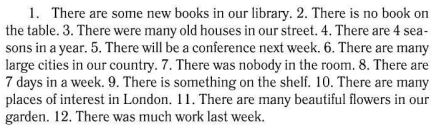 1. There are some new books in our library. 2. There is no book on
the table. 3. There were many old houses in our street. 4. There are 4 sea-
sons in a year. 5. There will be a conference next week. 6. There are many
large cities in our country. 7. There was nobody in the room. 8. There are
7 days in a week. 9. There is something on the shelf. 10. There are many
places of interest in London. 11. There are many beautiful flowers in our
garden. 12. There was much work last week.